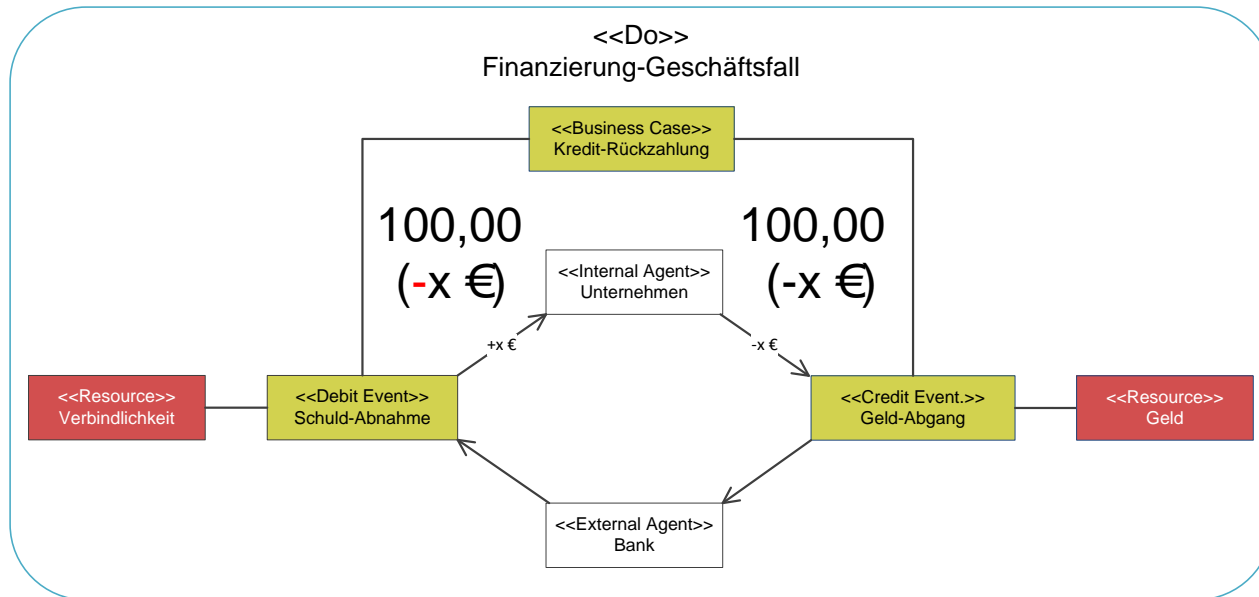 <<Do>>
Finanzierung-Geschäftsfall
<<Business Case>>
Kredit-Rückzahlung
100,00
(-x €)
100,00
(-x €)
<<Internal Agent>>
Unternehmen
+x €
-x €
<<Resource>>
Verbindlichkeit
<<Debit Event>>
Schuld-Abnahme
<<Credit Event.>>
Geld-Abgang
<<Resource>>
Geld
<<External Agent>>
Bank